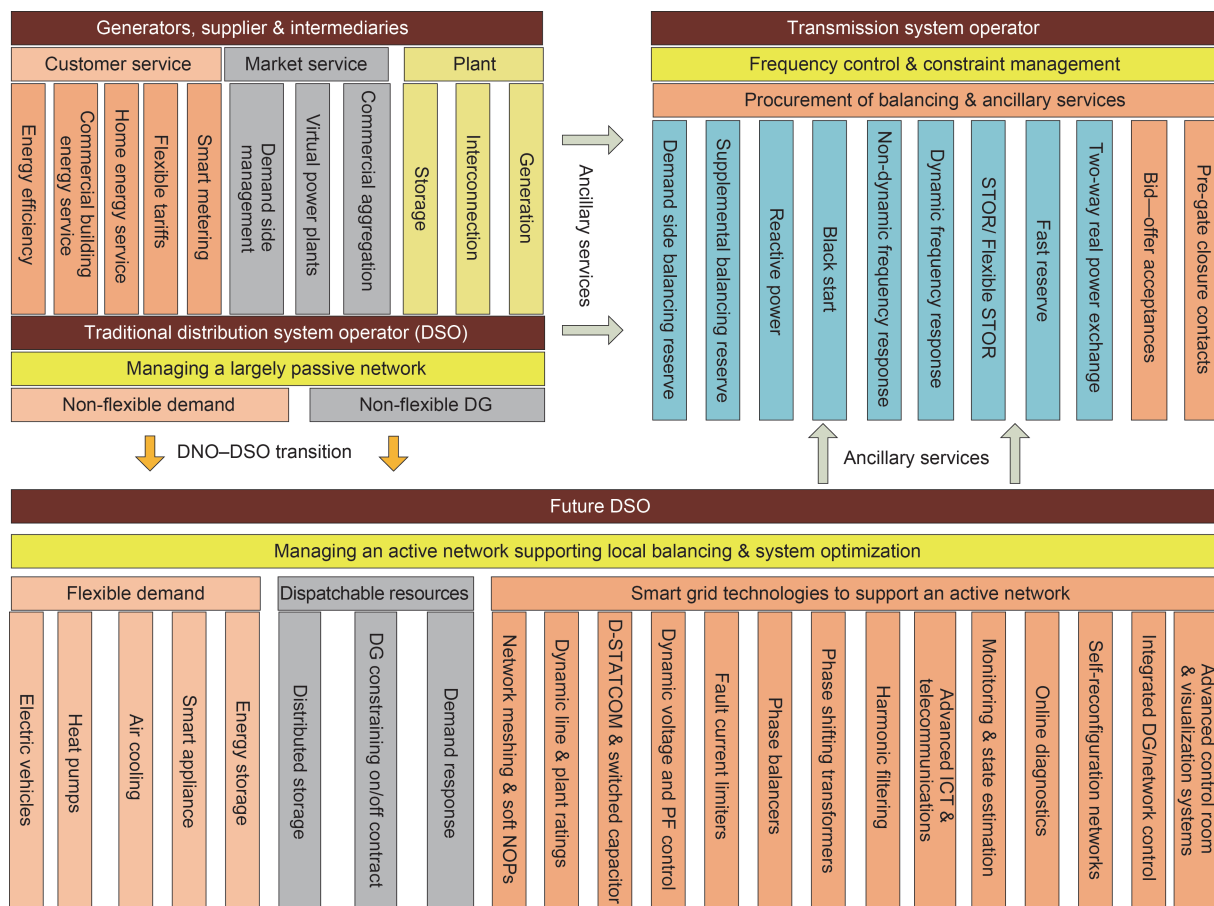 Generators, supplier & intermediaries
Customer service
Market service
Plant
Energy efficiency
Commercial building
energy service
Home energy service
Flexible tariffs
Smart metering
Demand side
management
Virtual power plants
Commercial aggregation
Storage
Interconnection
Generation
Traditional distribution system operator (DSO)
Managing a largely passive network
Non-flexible demand
Non-flexible DG
Ancillary services
Transmission system operator
Frequency control & constraint management
Procurement of balancing & ancillary services
Demand side balancing reserve
Supplemental balancing reserve
Reactive power
Black start
Non-dynamic frequency response
Dynamic frequency response
STOR/ Flexible STOR
Fast reserve
Two-way real power exchange
Bid—offer acceptances
Pre-gate closure contacts
DNO–DSO transition
Ancillary services
Future DSO
Managing an active network supporting local balancing & system optimization
Flexible demand
Dispatchable resources
Smart grid technologies to support an active network
Electric vehicles
Heat pumps
Air cooling
Smart appliance
Energy storage
Distributed storage
DG constraining on/off contract
Demand response
Network meshing & soft NOPs
Dynamic line & plant ratings
D-STATCOM & switched capacitor
Dynamic voltage and PF control
Fault current limiters
Phase balancers
Phase shifting transformers
Harmonic filtering
Advanced ICT &
telecommunications
Monitoring & state estimation
Online diagnostics
Self-reconfiguration networks
Integrated DG/network control
Advanced control room
& visualization systems